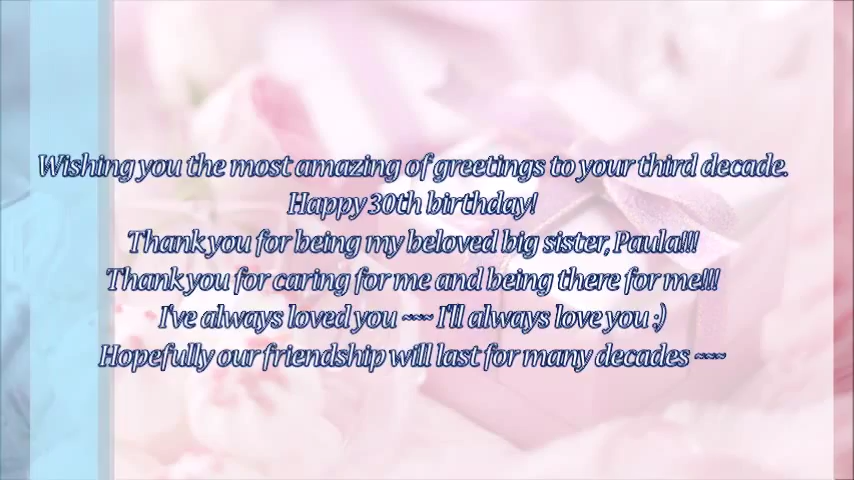 Wishing you the most amazing of greetings to your third decade.
Happy 30th birthday!
Thank you for being my beloved big sister, Paula!!!
Thank you for caring for me and being there for me!!!
I've always loved you ~~~ I'll always love you :)
Hopefully our friendship will last for many decades ~~~